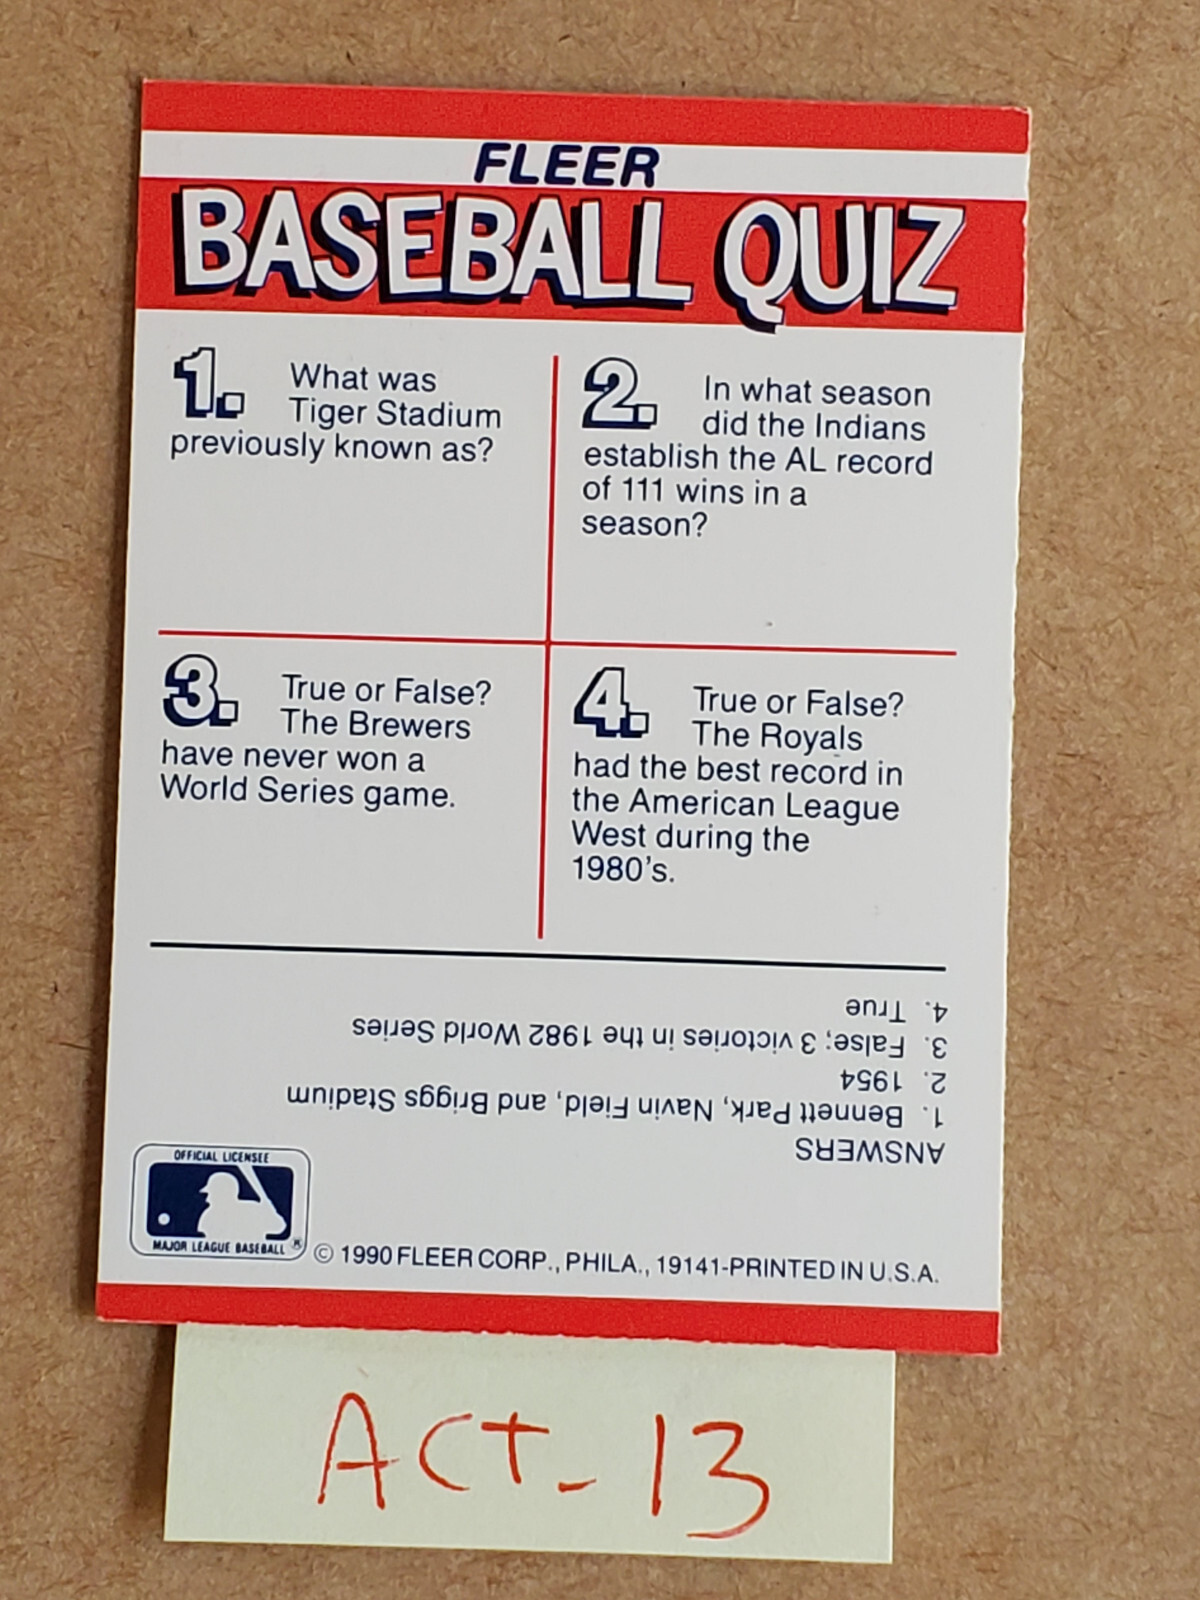 FLEER
BASEBALL QUIZ
1. What was
Tiger Stadium
previously known as?
2. In what season
did the Indians
establish the AL record
of 111 wins in a
season?
3. True or False?
The Brewers
have never won a
World Series game.
4. True or False?
The Royals
had the best record in
the American League
West during the
1980's.
ANSWERS
1. Bennett Park, Navin Field, and Briggs Stadium
2. 1954
3. False; 3 victories in the 1982 World Series
4. True
OFFICIAL LICENSEE
MAJOR LEAGUE BASEBALL ®
© 1990 FLEER CORP., PHILA., 19141-PRINTED IN U.S.A.
ACT-13